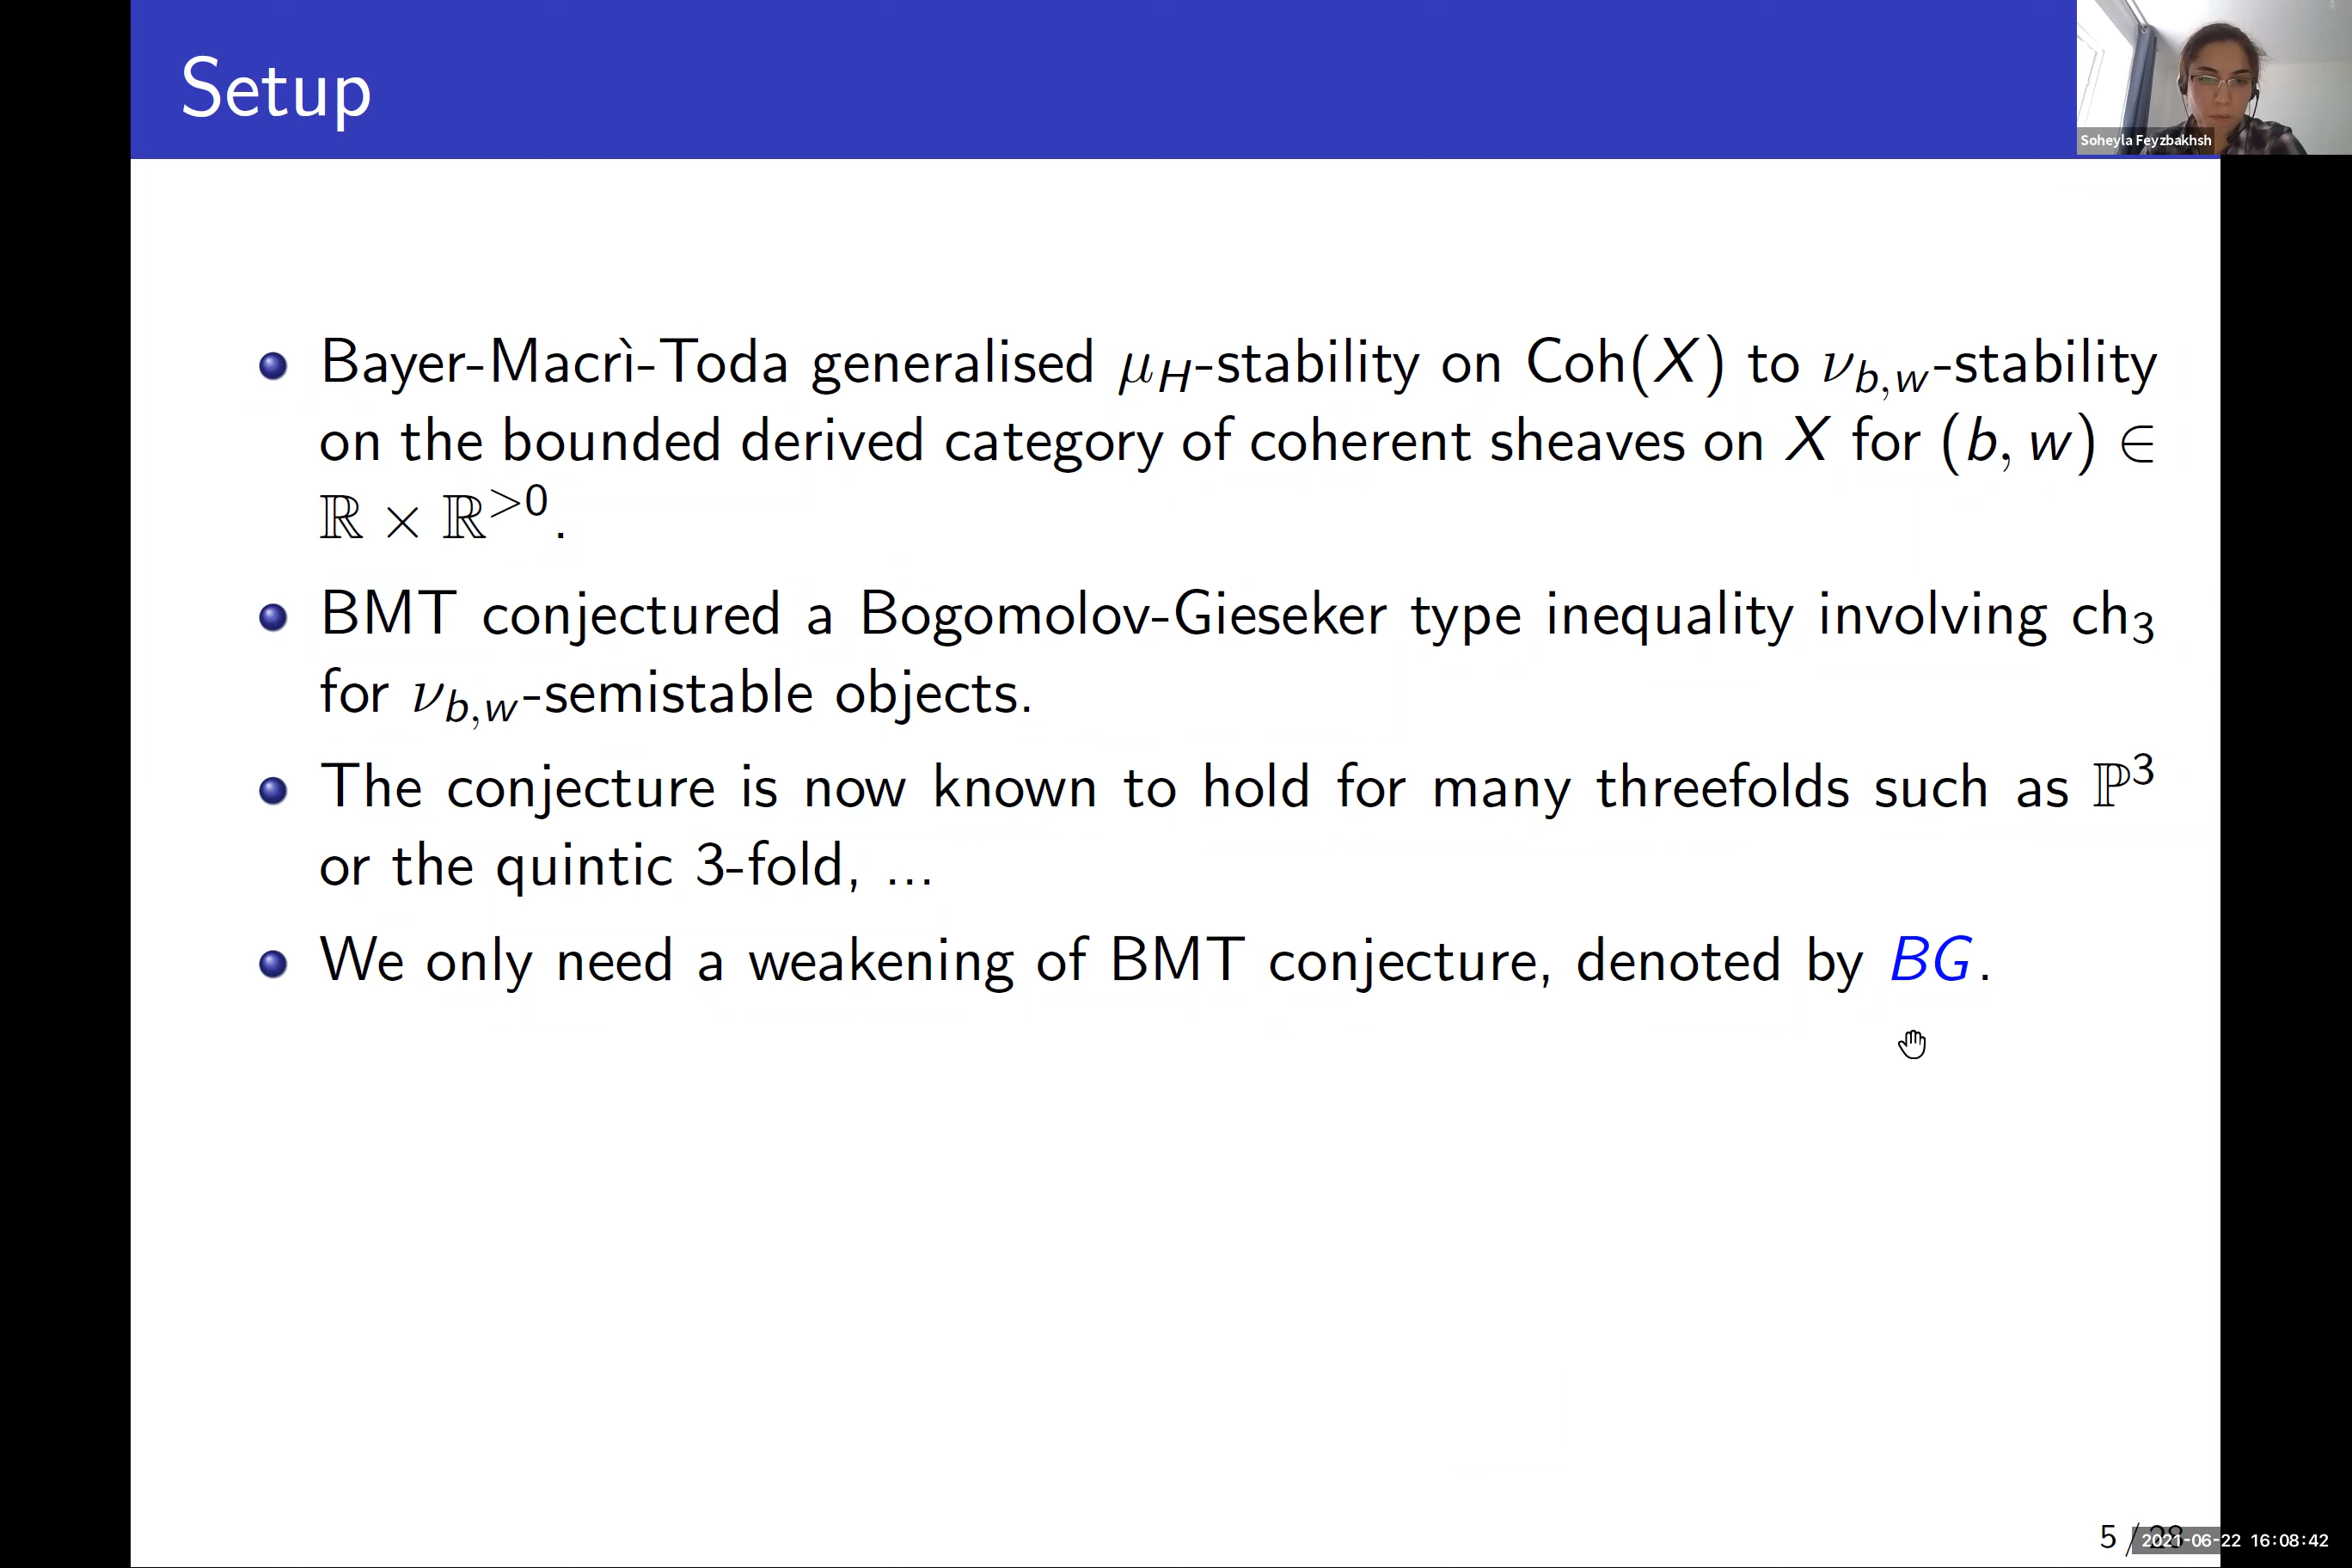 Setup
Soheyla Feyzbakhsh
Bayer-Macrì-Toda generalised μ_H-stability on Coh(X) to ν_{b,w}-stability
on the bounded derived category of coherent sheaves on X for (b, w) ∈
ℝ × ℝ^{>0}.
BMT conjectured a Bogomolov-Gieseker type inequality involving ch₃
for ν_{b,w}-semistable objects.
The conjecture is now known to hold for many threefolds such as ℙ³
or the quintic 3-fold, ...
We only need a weakening of BMT conjecture, denoted by BG.
5 / 28
2021-06-22 16:08:42